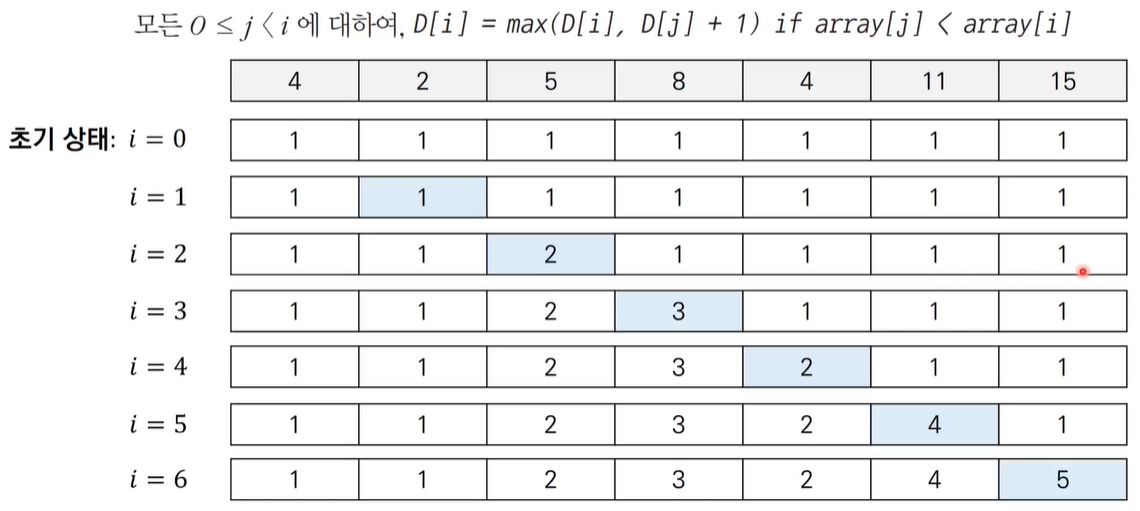 모든 0 ≤ j < i 에 대하여, D[i] = max(D[i], D[j] + 1) if array[j] < array[i]
4 2 5 8 4 11 15
초기 상태: i = 0 1 1 1 1 1 1 1
i = 1 1 1 1 1 1 1 1
i = 2 1 1 2 1 1 1 1
i = 3 1 1 2 3 1 1 1
i = 4 1 1 2 3 2 1 1
i = 5 1 1 2 3 2 4 1
i = 6 1 1 2 3 2 4 5